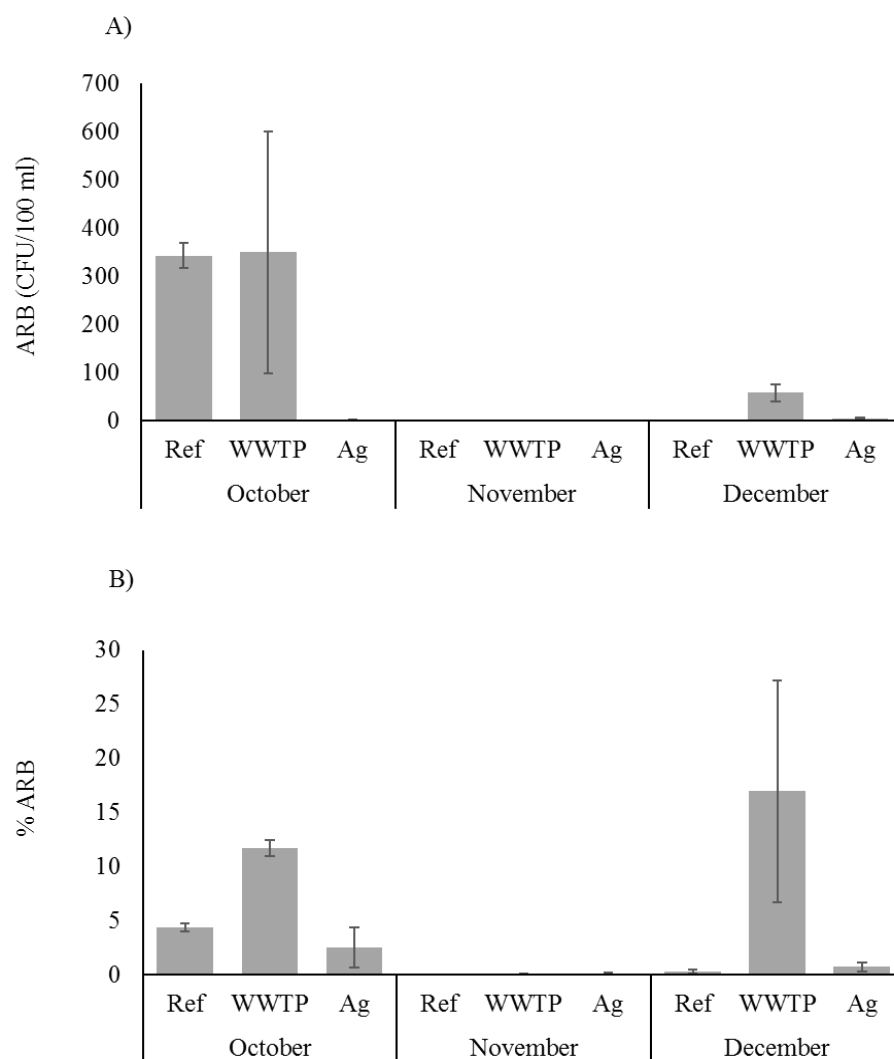 A)
ARB (CFU/100 ml)
700
600
500
400
300
200
100
0
Ref WWTP Ag Ref WWTP Ag Ref WWTP Ag
October November December
B)
% ARB
30
25
20
15
10
5
0
Ref WWTP Ag Ref WWTP Ag Ref WWTP Ag
October November December